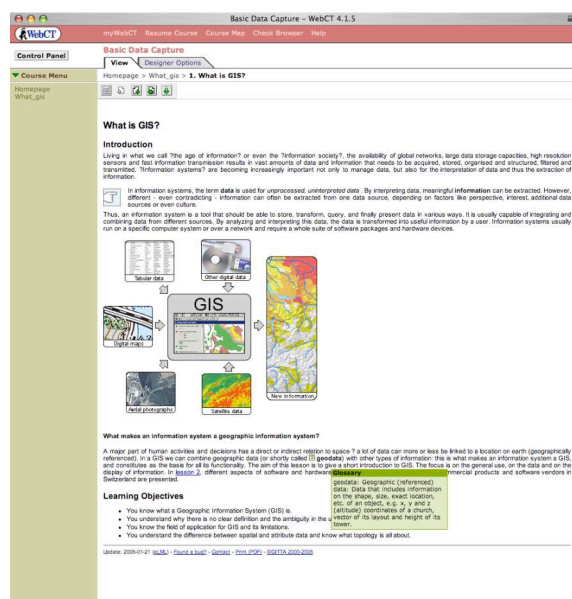 Basic Data Capture – WebCT 4.1.5
WebCT
myWebCT Resume Course Course Map Check Browser Help
Control Panel
Basic Data Capture
View Designer Options
Course Menu
Homepage > What_gis > 1. What is GIS?
Homepage
What_gis
What is GIS?
Introduction
Living in what we call ?the age of information? or even the ?information society?, the availability of global networks, large data storage capacities, high resolution
sensors and fast information transmission results in vast amounts of data and information that need to be acquired, stored, organised and structured, filtered and
transmitted. ?Information systems? are becoming increasingly important not only to manage data, but also for the interpretation of data and thus the extraction of
information.
In information systems, the term data is used for unprocessed, uninterpreted data . By interpreting data, meaningful information can be extracted. However,
different - even contradicting - information can often be extracted from one data source, depending on factors like perspective, interest, additional data
sources or even culture.
Thus, an information system is a tool that should be able to store, transform, query, and finally present data in various ways. It is usually capable of integrating and
combining data from different sources. By analyzing and interpreting this data, the data is transformed into useful information by a user. Information systems usually
run on a specific computer system or over a network and require a whole suite of software packages and hardware devices.
Tabular data
Other digital data
GIS
Digital maps
Aerial photographs
Satellite data
New information
What makes an information system a geographic information system?
A major part of human activities and decisions has a direct or indirect relation to space ? a lot of data can more or less be linked to a location on earth (geographically
referenced). In a GIS we can combine geographic data (or shortly called geodata) with other types of information: this is what makes an information system a GIS,
and constitutes as the basis for all its functionality. The aim of this lesson is to give a short introduction to GIS. The focus is on the general use, on the data and on the
display of information. In lesson 2, different aspects of software and hardware
mmercial products and software vendors in
Switzerland are presented.
Glossary
geodata: Geographic (referenced)
data: Data that includes information
on the shape, size, exact location,
etc. of an object, e.g. x, y and z
(altitude) coordinates of a church,
vector of its layout and height of its
tower.
Learning Objectives
You know what a Geographic Information System (GIS) is.
You understand why there is no clear definition and the ambiguity in the u
You know the field of application for GIS and its limitations.
You understand the difference between spatial and attribute data and know what topology is all about.
Update: 2005-01-21 (eLML) - Found a bug? - Contact - Print (PDF) - ©GITTA 2000-2005